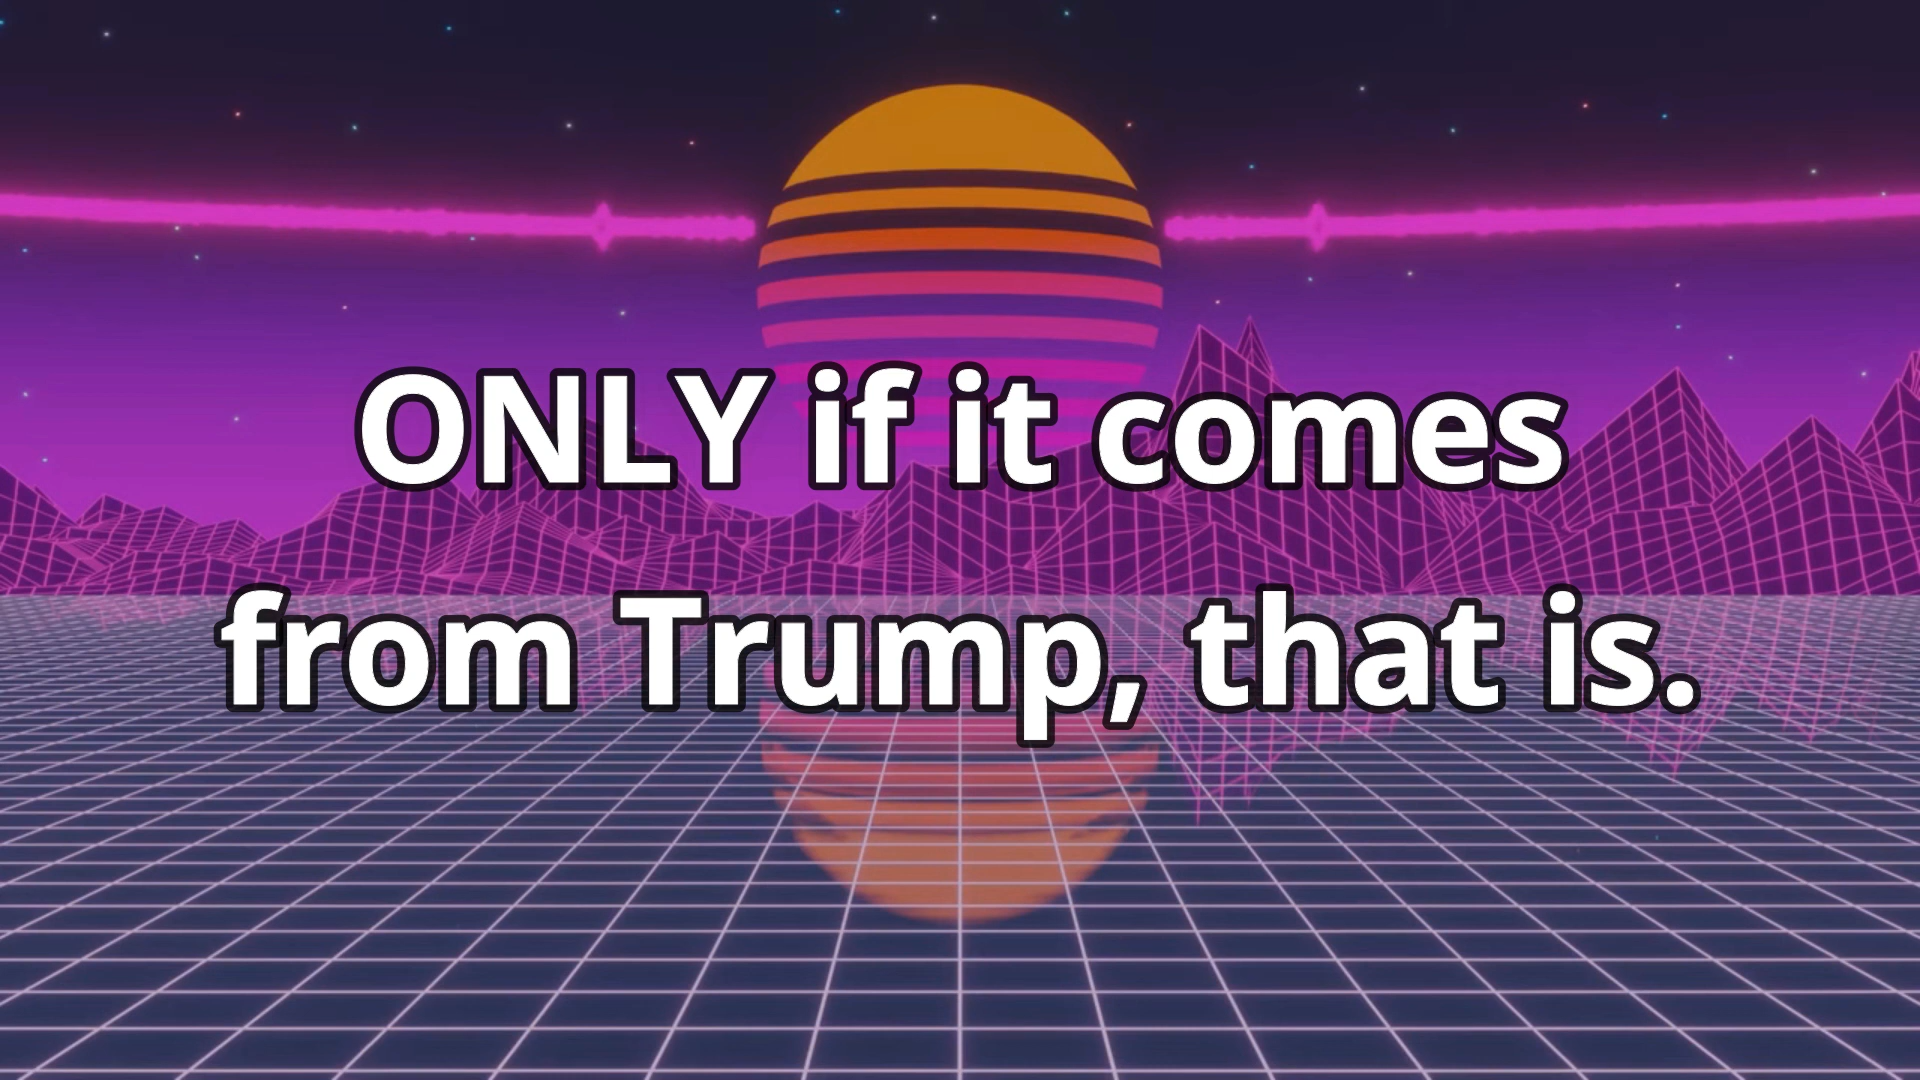 ONLY if it comes
from Trump, that is.